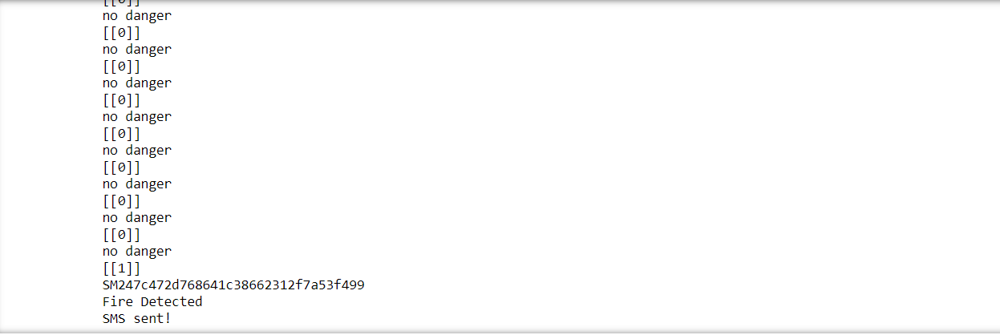 [[0]]
no danger
[[0]]
no danger
[[0]]
no danger
[[0]]
no danger
[[0]]
no danger
[[0]]
no danger
[[0]]
no danger
[[0]]
no danger
[[1]]
SM247c472d768641c38662312f7a53f499
Fire Detected
SMS sent!